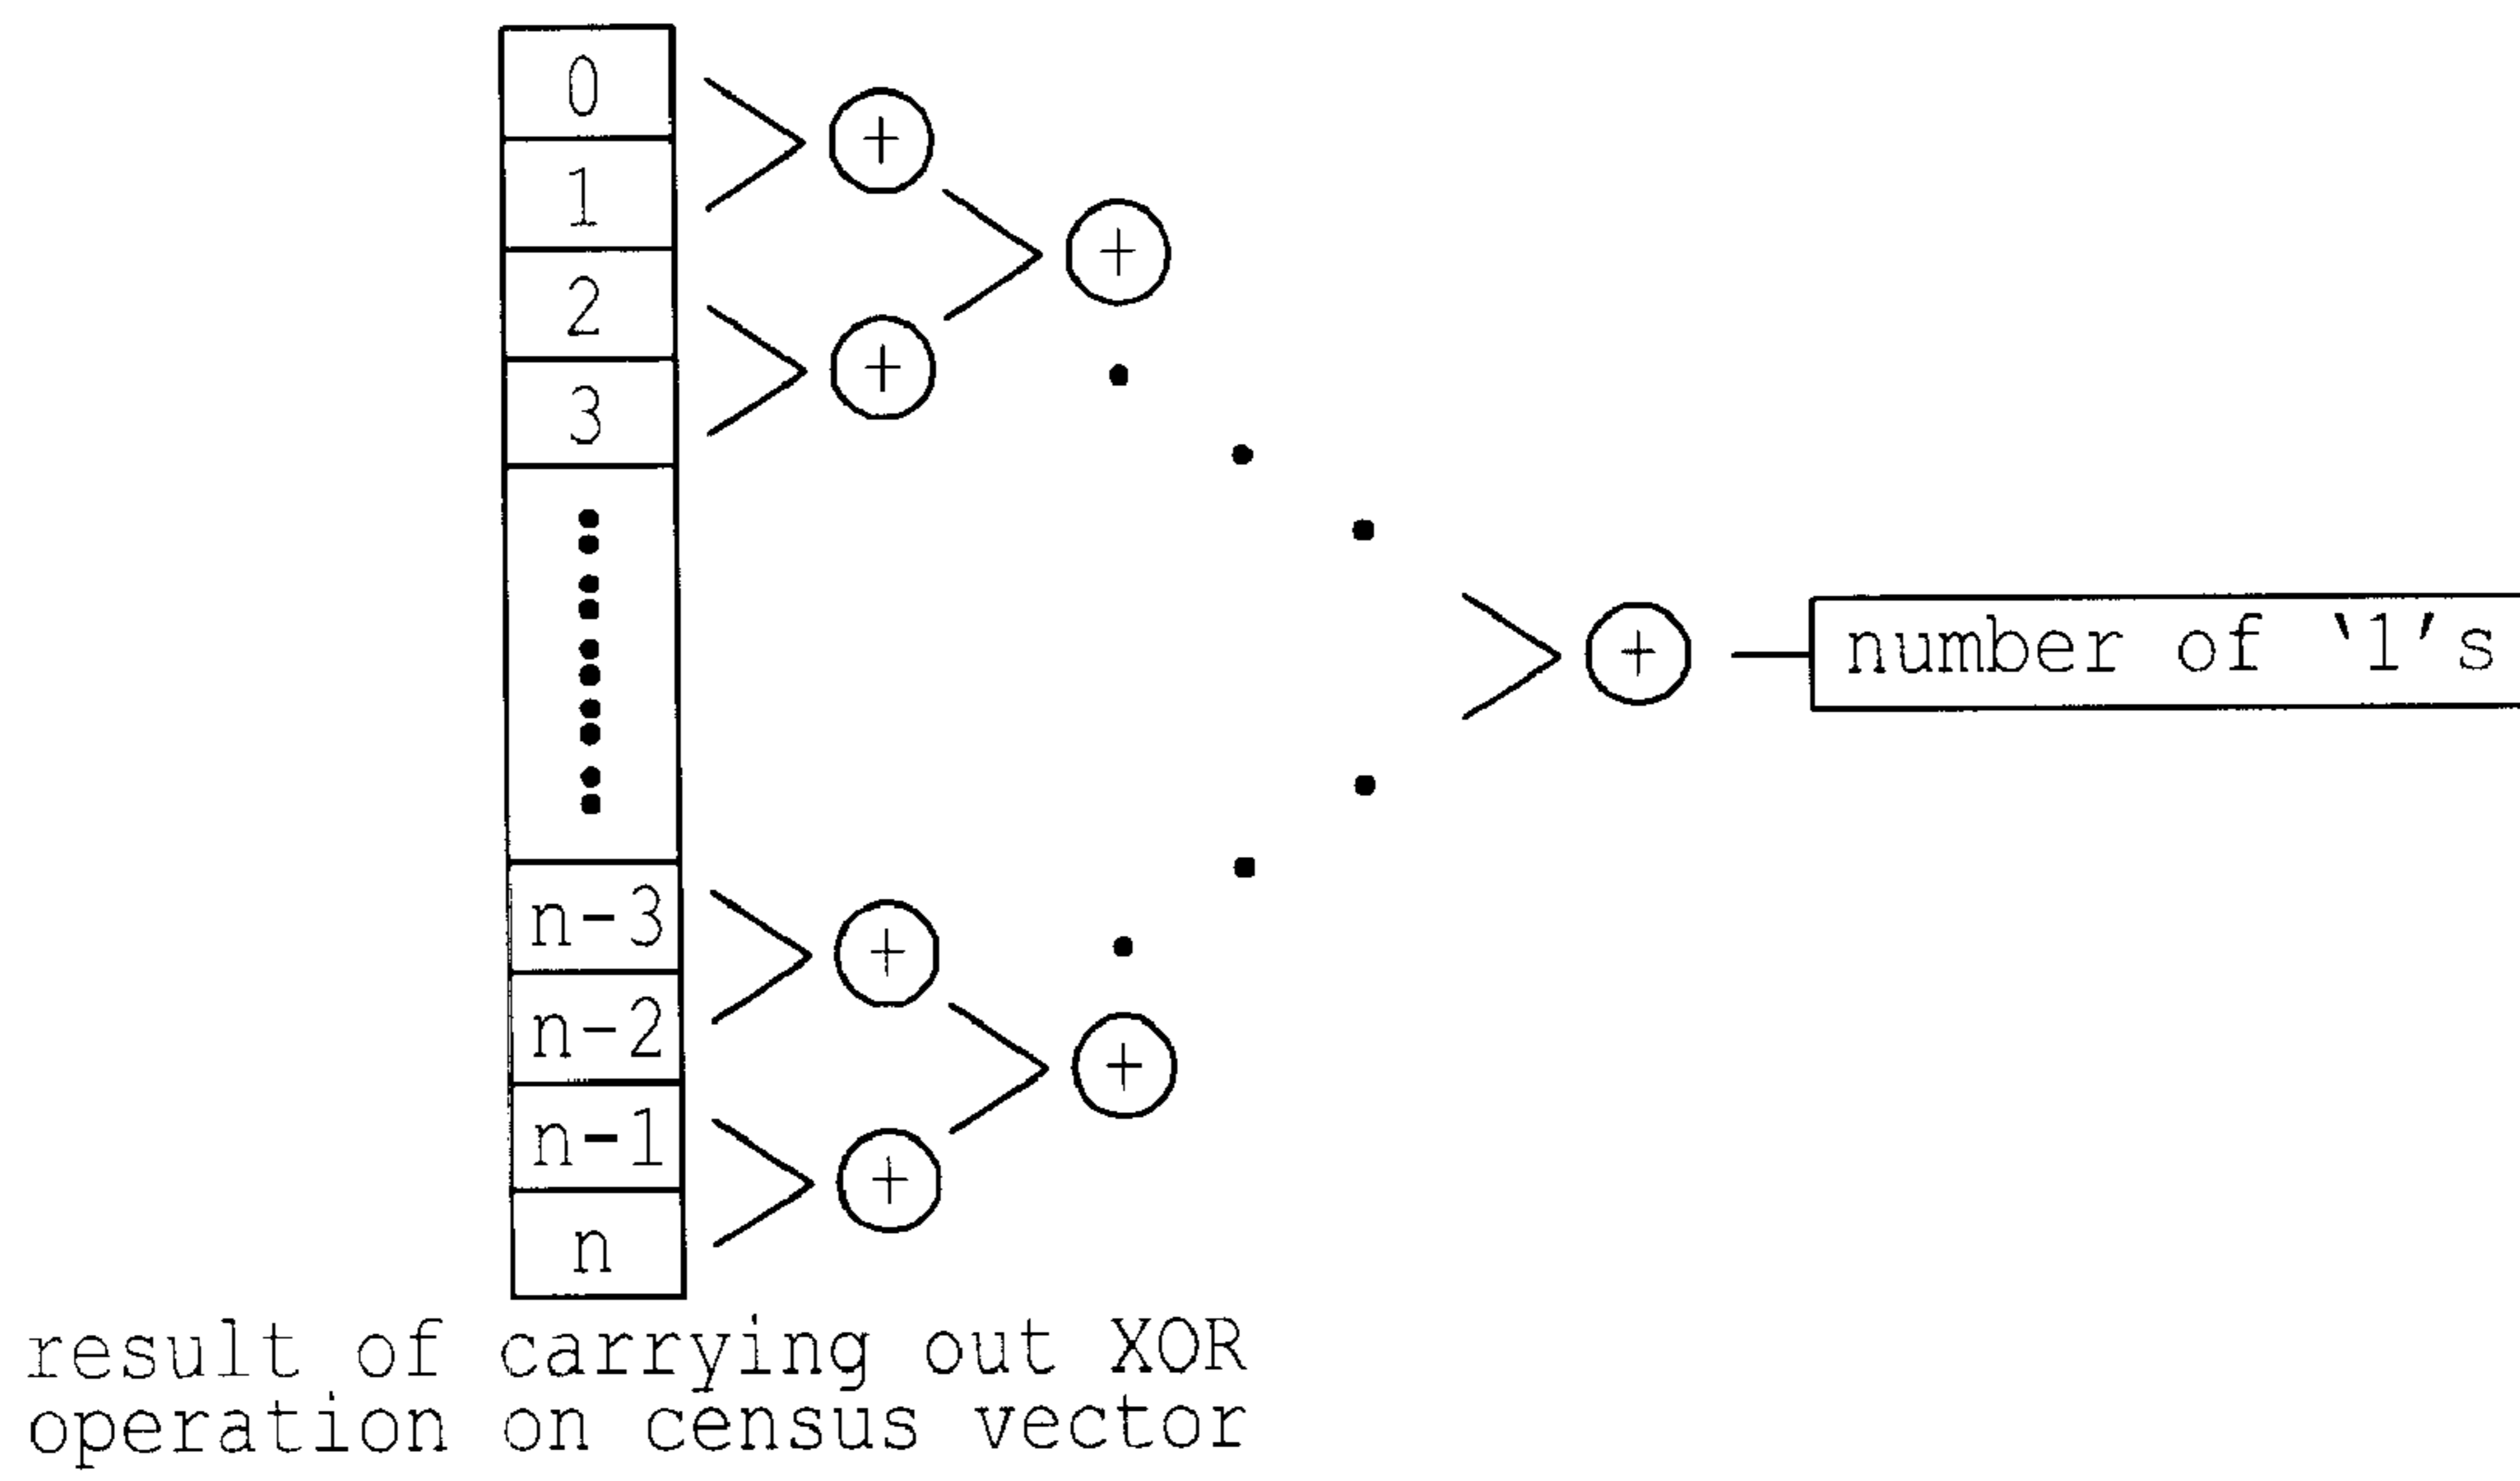 0
1
2
3
n-3
n-2
n-1
n
+
+
+
+
+
+
+
number of '1's
result of carrying out XOR
operation on census vector